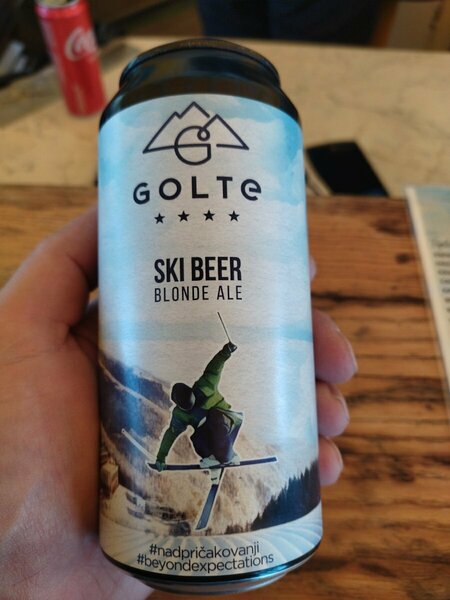 GOLTE
SKI BEER
BLONDE ALE
#nadpričakovanji
#beyondexpectations